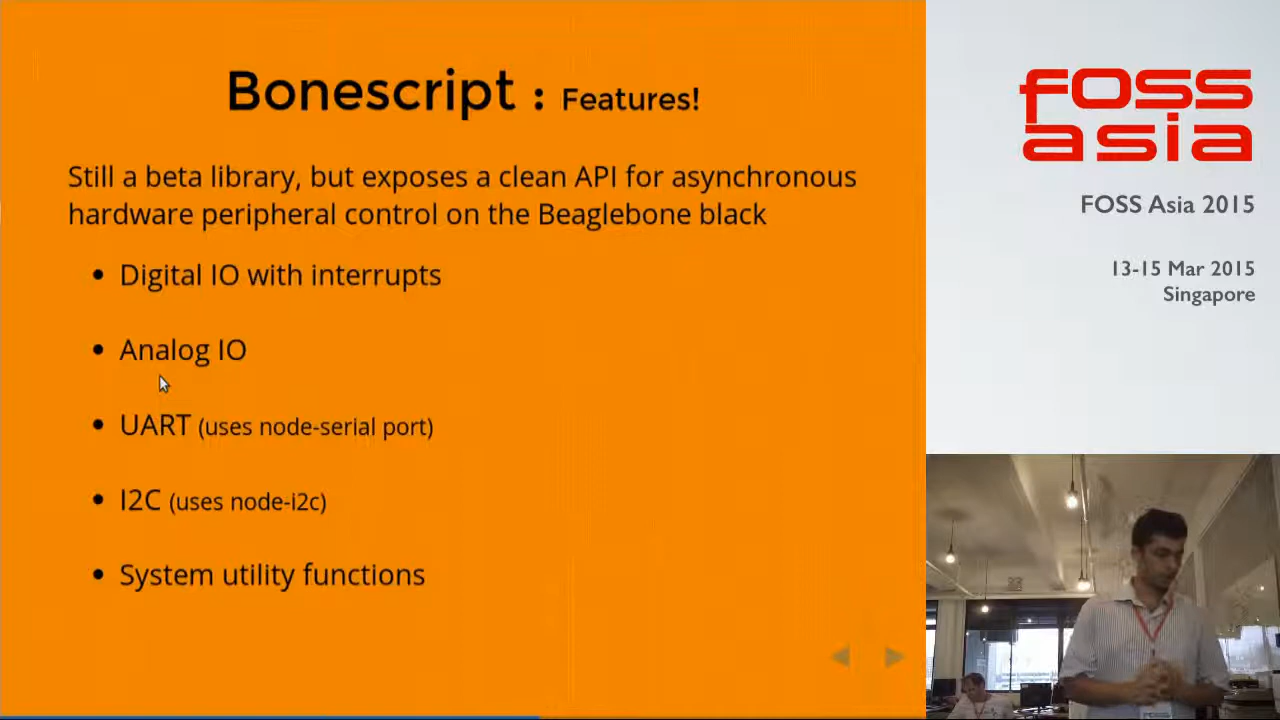 Bonescript : Features!
Still a beta library, but exposes a clean API for asynchronous
hardware peripheral control on the Beaglebone black
Digital IO with interrupts
Analog IO
UART (uses node-serial port)
I2C (uses node-i2c)
System utility functions
foss
asia
FOSS Asia 2015
13-15 Mar 2015
Singapore